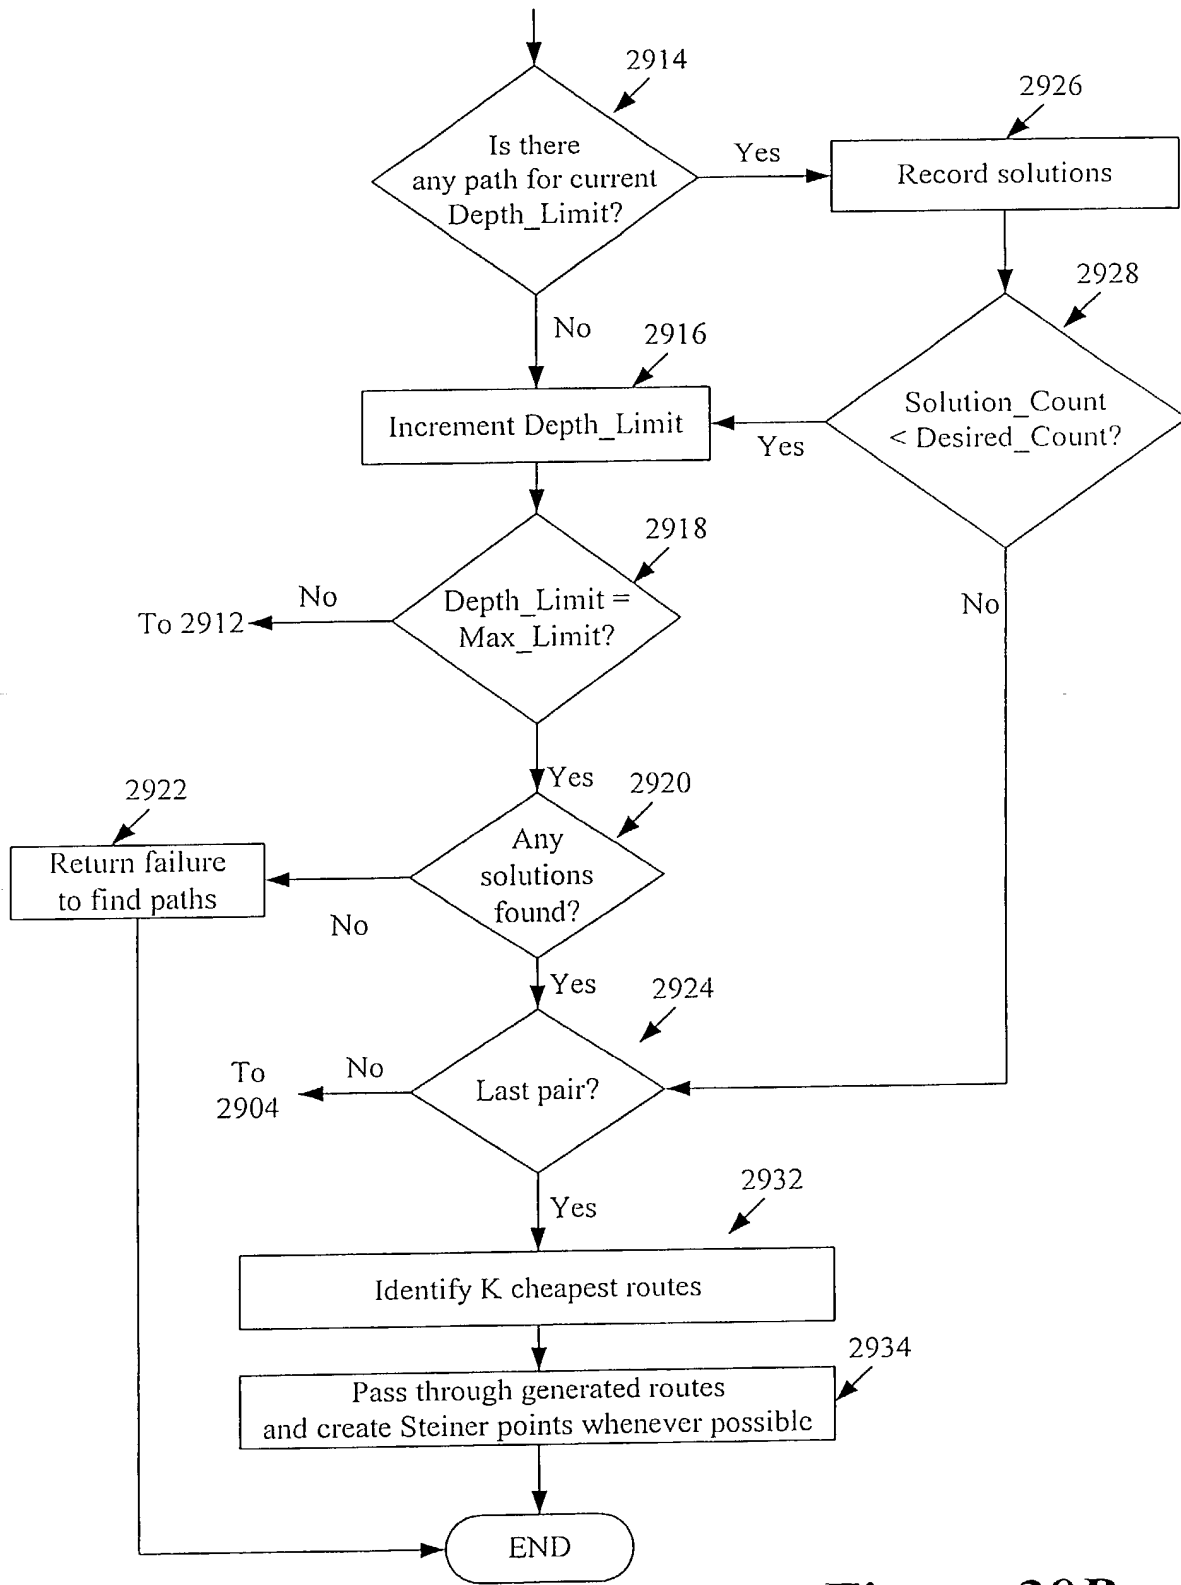 2914
2926
Is there
any path for current
Depth_Limit?
Yes
Record solutions
2928
No
2916
Increment Depth_Limit
Yes
Solution_Count
< Desired_Count?
2918
No
To 2912
Depth_Limit =
Max_Limit?
No
Yes
2922
2920
Return failure
to find paths
Any
solutions
found?
No
Yes
2924
To
2904
No
Last pair?
2932
Yes
Identify K cheapest routes
2934
Pass through generated routes
and create Steiner points whenever possible
END